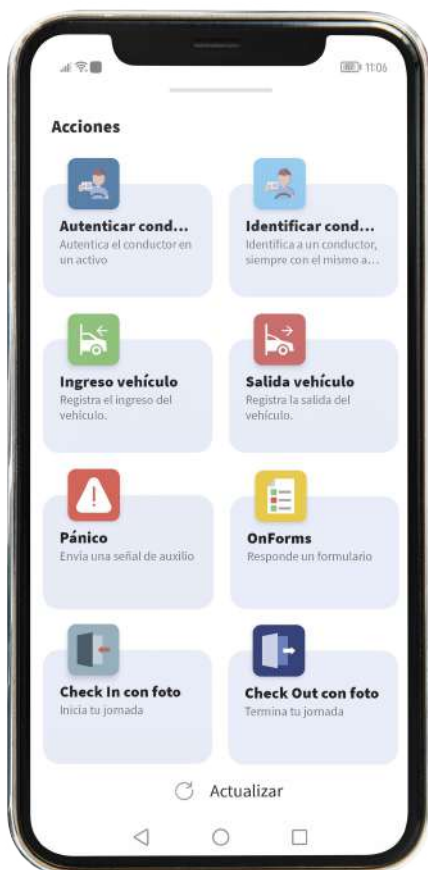 11:06
Acciones
Autenticar cond...
Autentica el conductor en
un activo
Identificar cond...
Identifica a un conductor,
siempre con el mismo a...
Ingreso vehículo
Registra el ingreso del
vehículo.
Salida vehículo
Registra la salida del
vehículo.
Pánico
Envia una señal de auxilio
OnForms
Responde un formulario
Check In con foto
Inicia tu jornada
Check Out con foto
Termina tu jornada
Actualizar